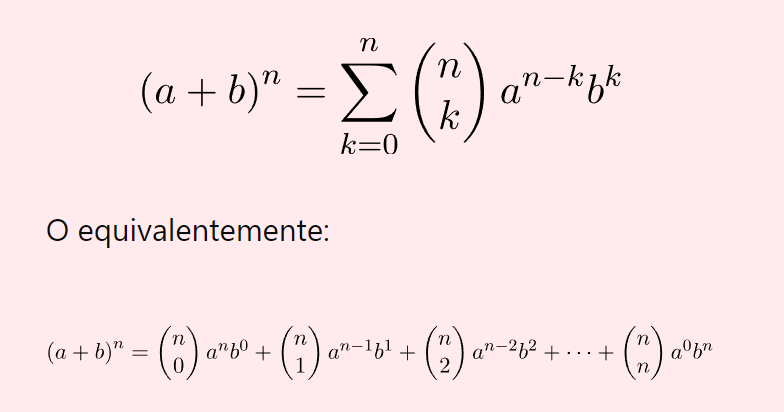 (a + b)^n = \sum_{k=0}^{n} \binom{n}{k} a^{n-k} b^k
O equivalentemente:
(a + b)^n = \binom{n}{0} a^n b^0 + \binom{n}{1} a^{n-1} b^1 + \binom{n}{2} a^{n-2} b^2 + \cdots + \binom{n}{n} a^0 b^n